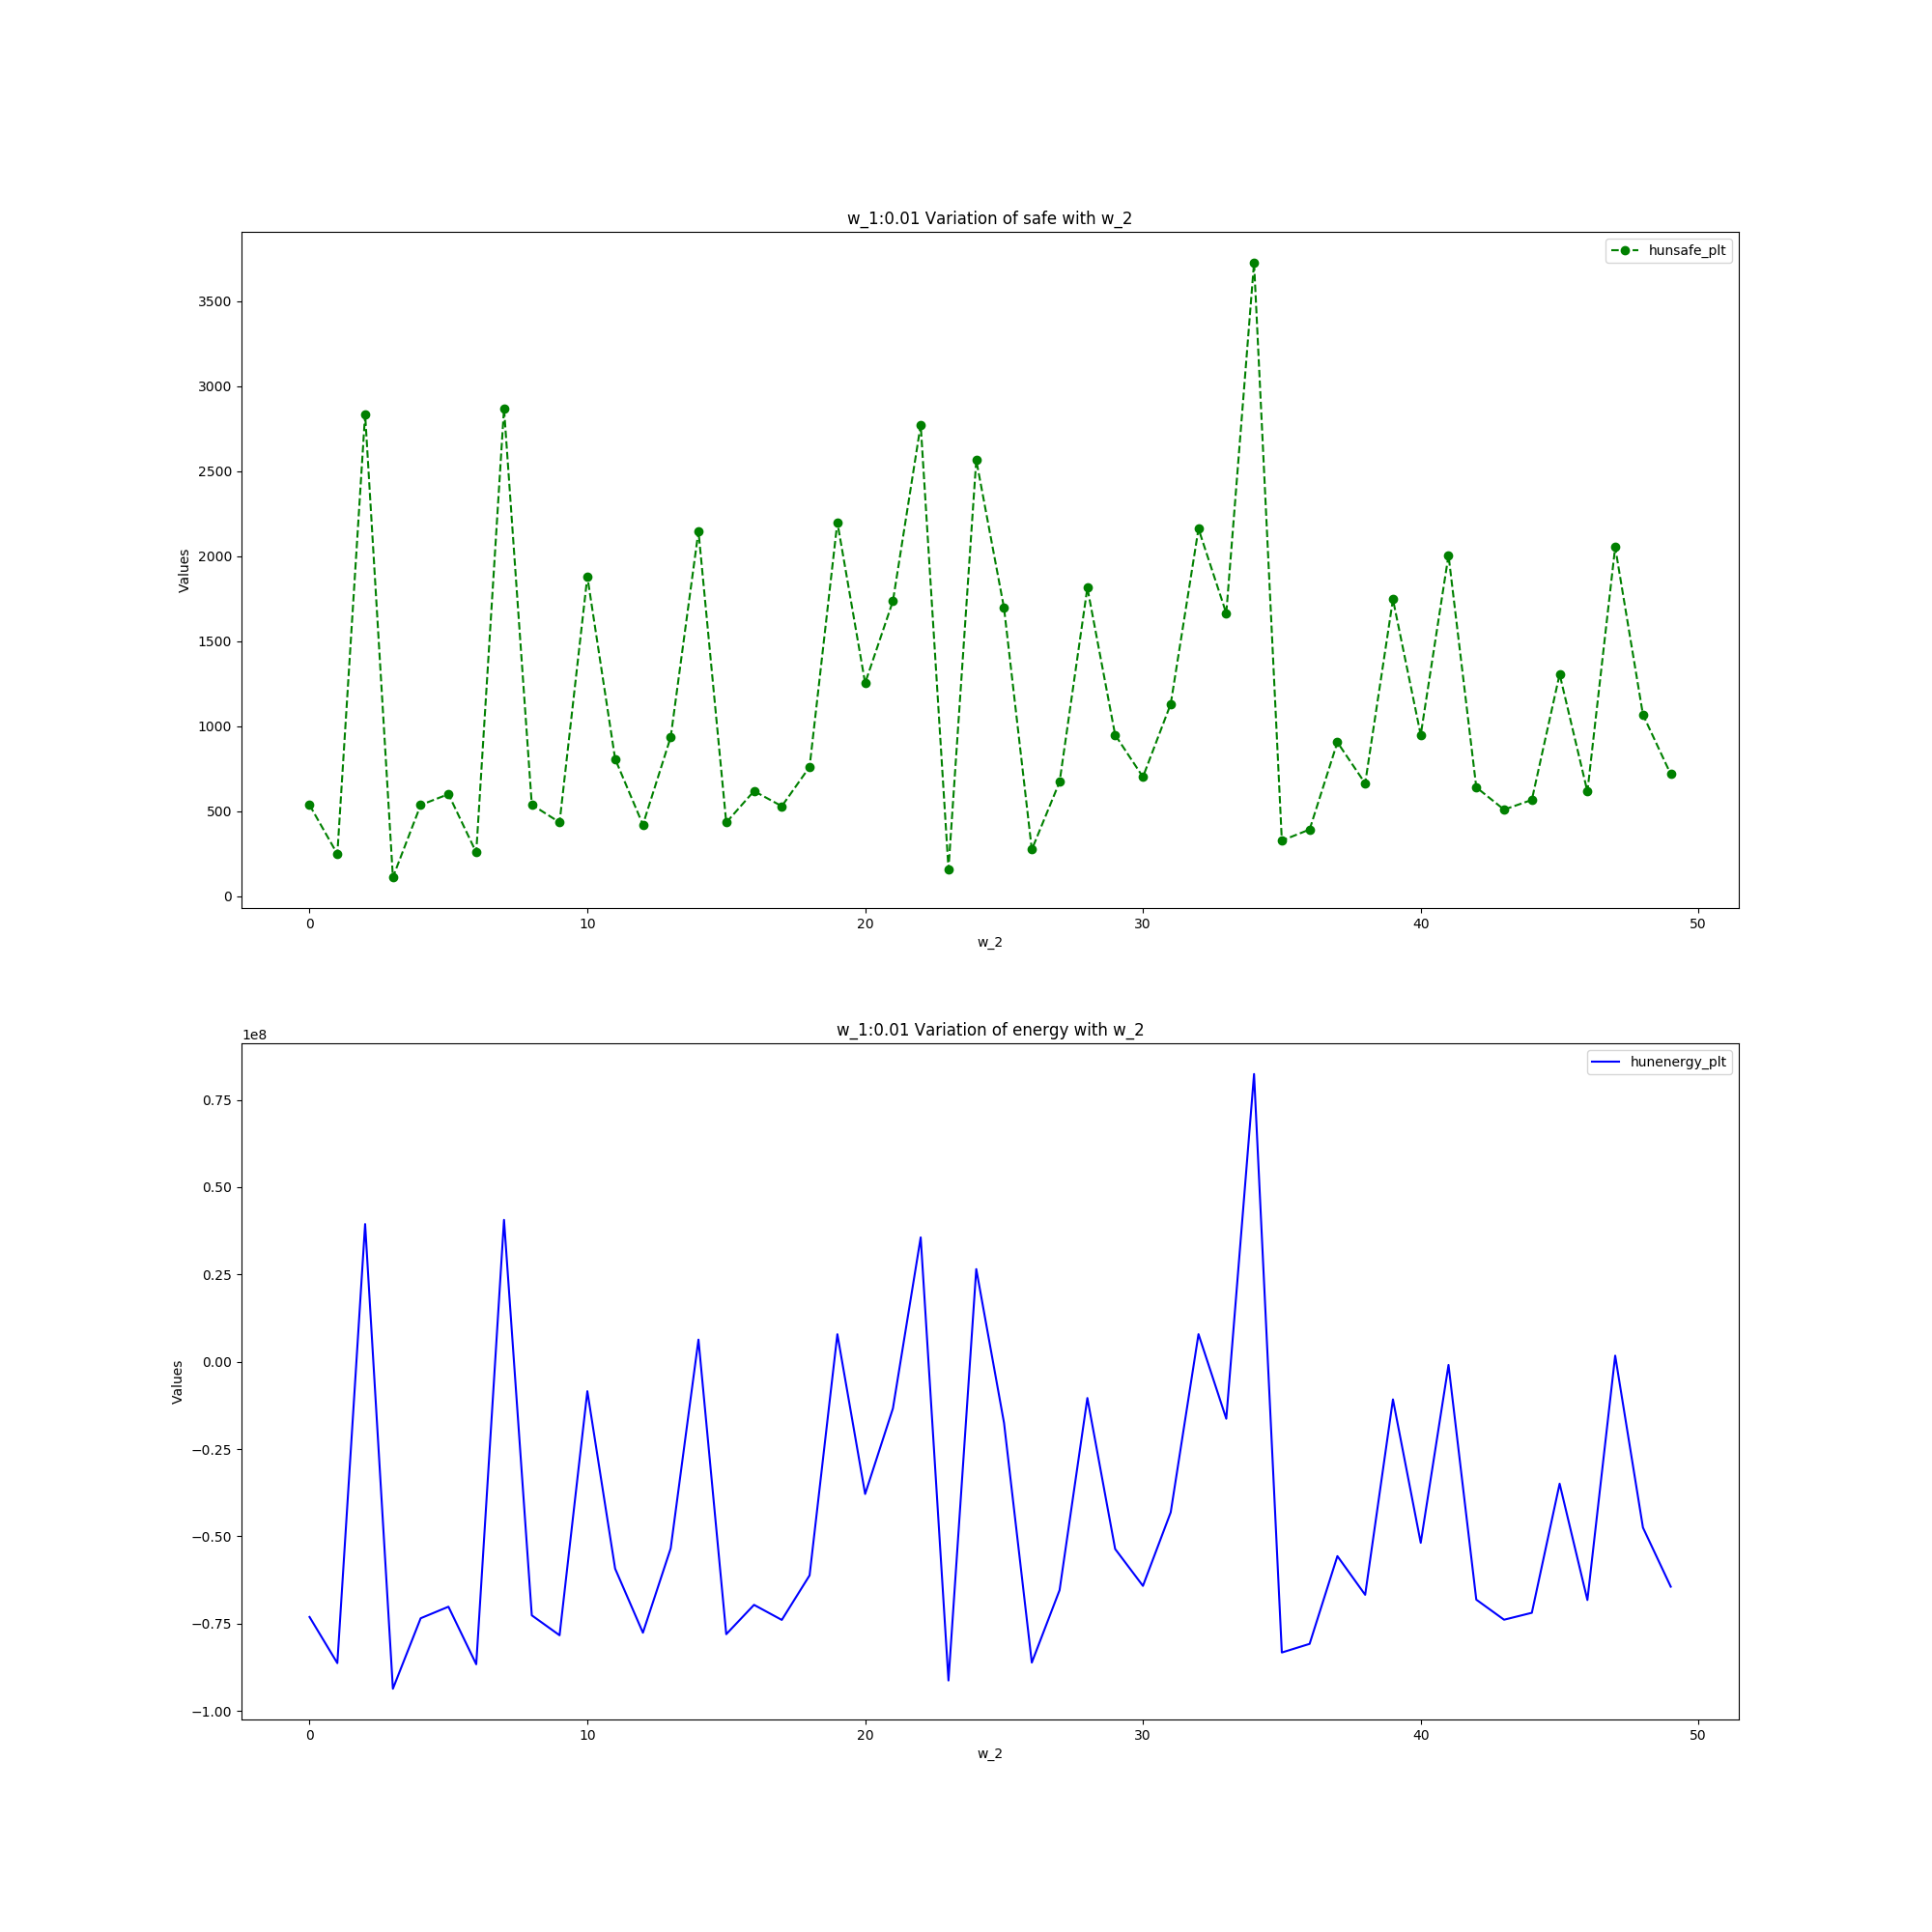 w_1:0.01 Variation of safe with w_2
hunsafe_plt
3500
3000
2500
2000
1500
1000
500
0
Values
0 10 20 30 40 50
w_2
w_1:0.01 Variation of energy with w_2
1e8
hunenergy_plt
0.75
0.50
0.25
0.00
−0.25
−0.50
−0.75
−1.00
Values
0 10 20 30 40 50
w_2